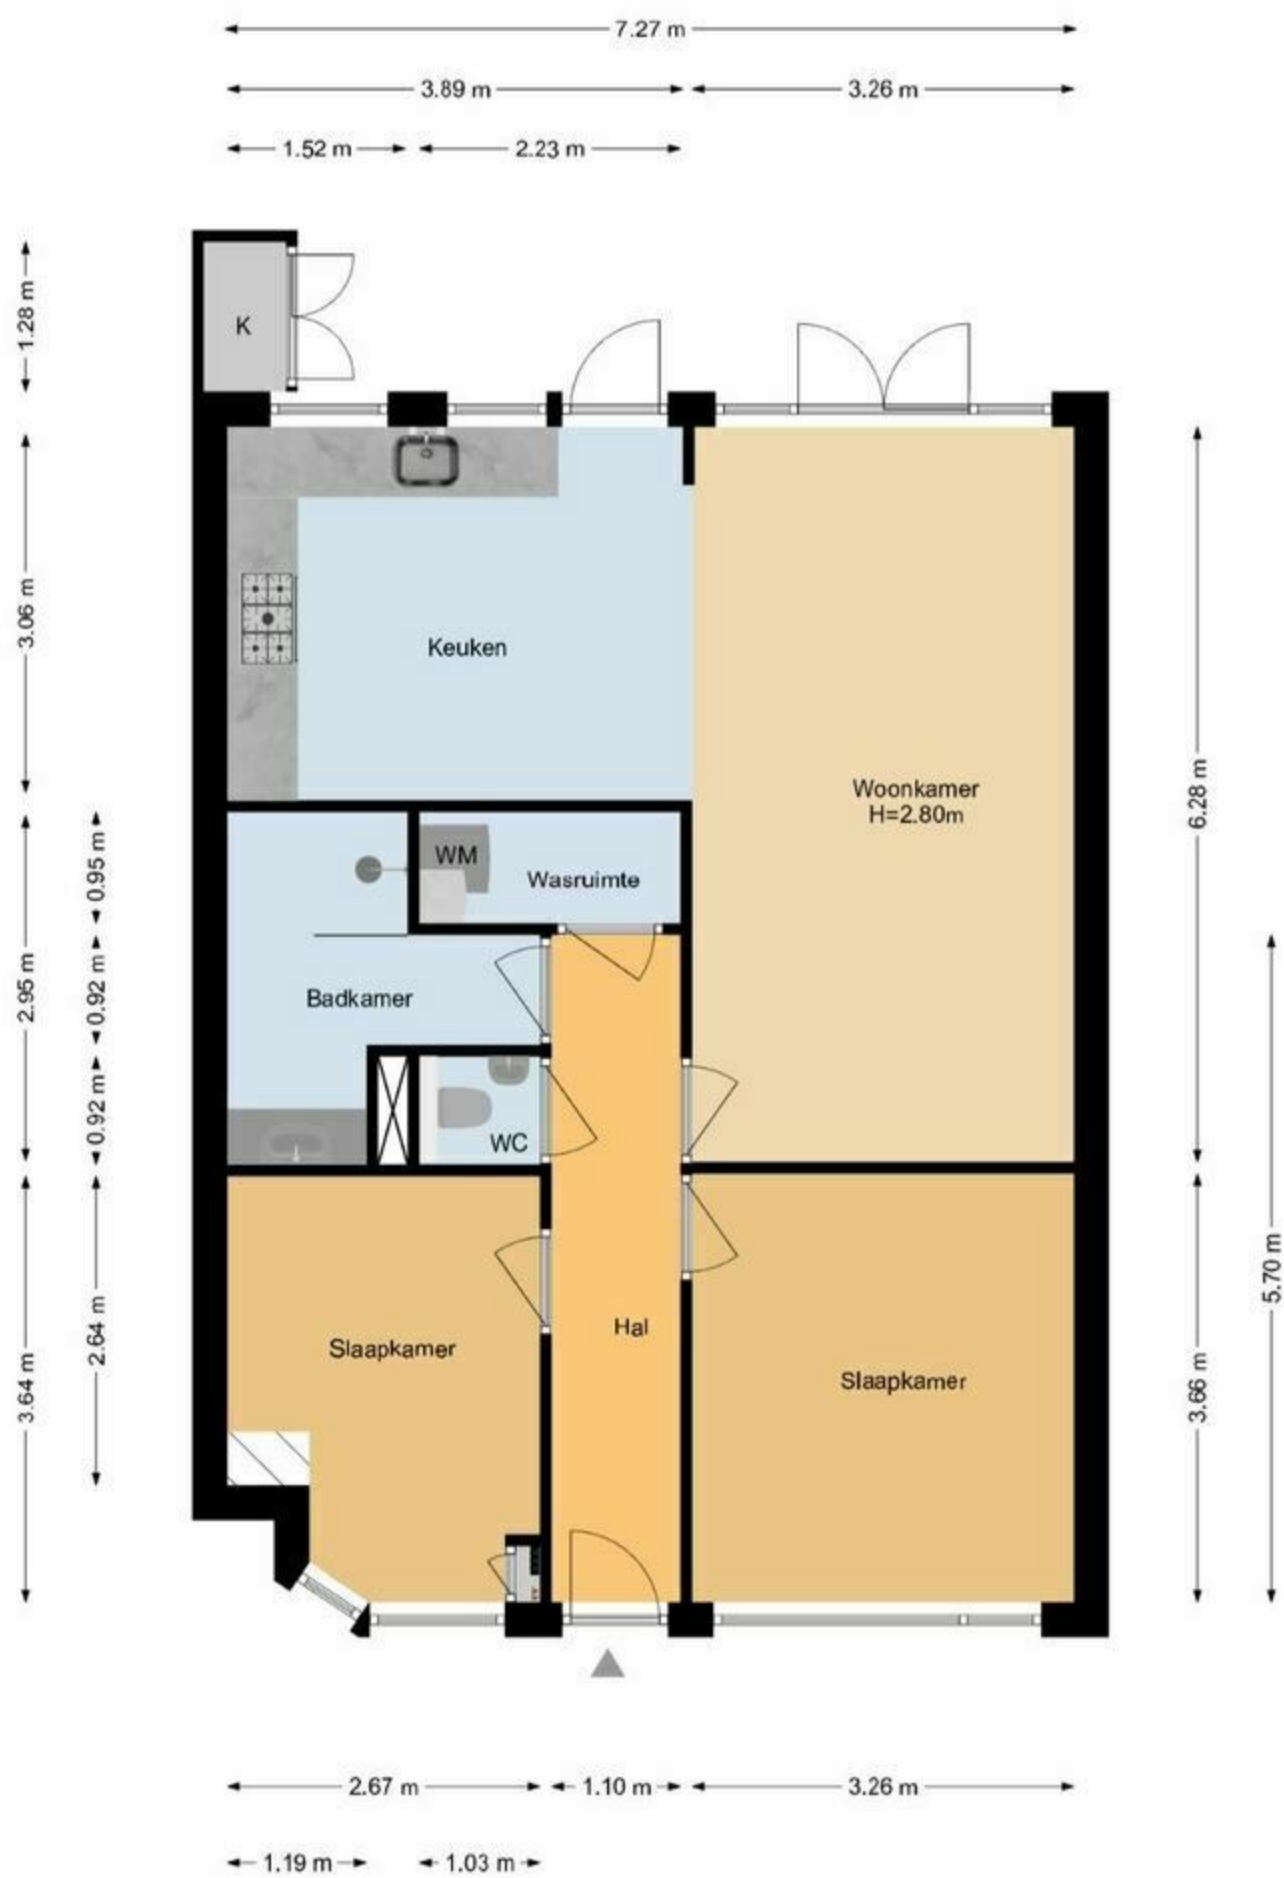 7.27 m
3.89 m
3.26 m
1.52 m
2.23 m
1.28 m
K
3.06 m
Keuken
Woonkamer
H=2.80m
6.28 m
WM
Wasruimte
0.95 m
2.95 m
0.92 m
Badkamer
0.92 m
WC
5.70 m
2.64 m
Hal
Slaapkamer
Slaapkamer
3.64 m
3.66 m
2.67 m
1.10 m
3.26 m
1.19 m
1.03 m